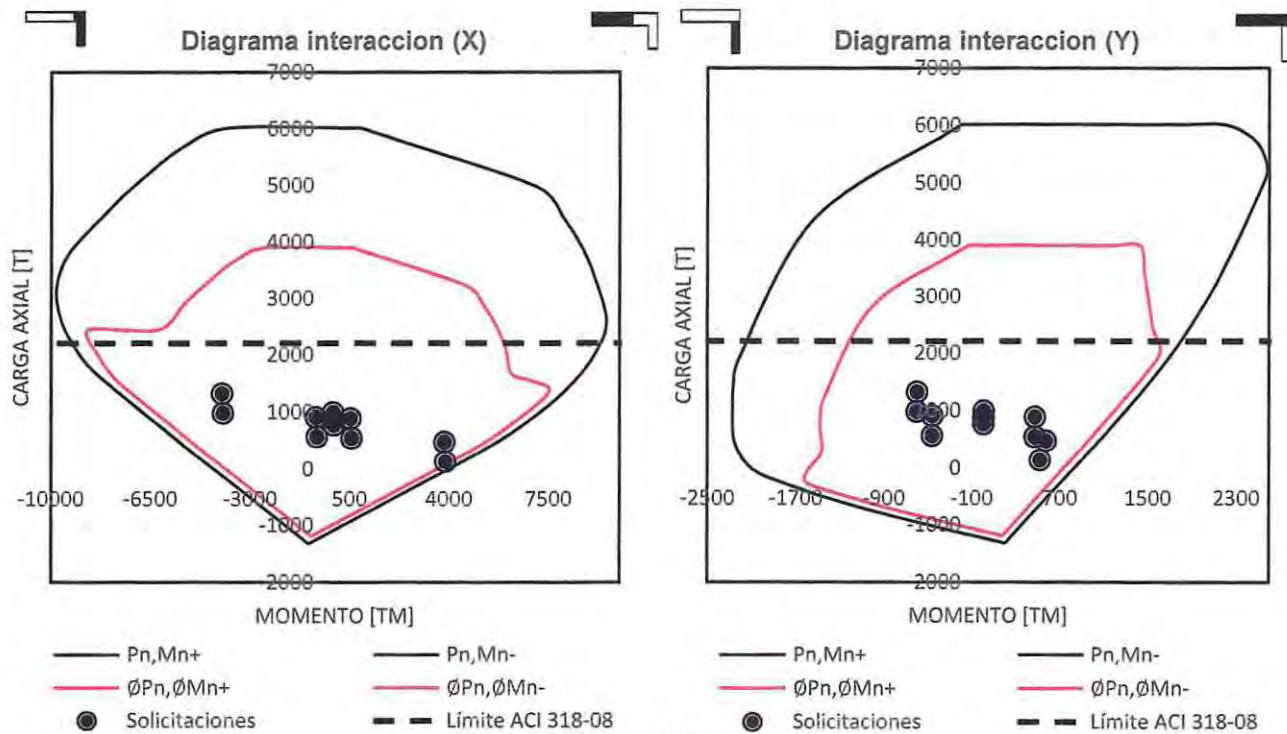 Diagrama interaccion (X)
7000
6000
5000
4000
3000
2000
1000
0
-10000 -6500 -3000 500 4000 7500
-1000
-2000
CARGA AXIAL [T]
MOMENTO [TM]
Pn,Mn+ Pn,Mn-
ØPn,ØMn+ ØPn,ØMn-
Solicitaciones Límite ACI 318-08
Diagrama interaccion (Y)
7000
6000
5000
4000
3000
2000
1000
0
-2500 -1700 -900 -100 700 1500 2300
-1000
-2000
CARGA AXIAL [T]
MOMENTO [TM]
Pn,Mn+ Pn,Mn-
ØPn,ØMn+ ØPn,ØMn-
Solicitaciones Límite ACI 318-08